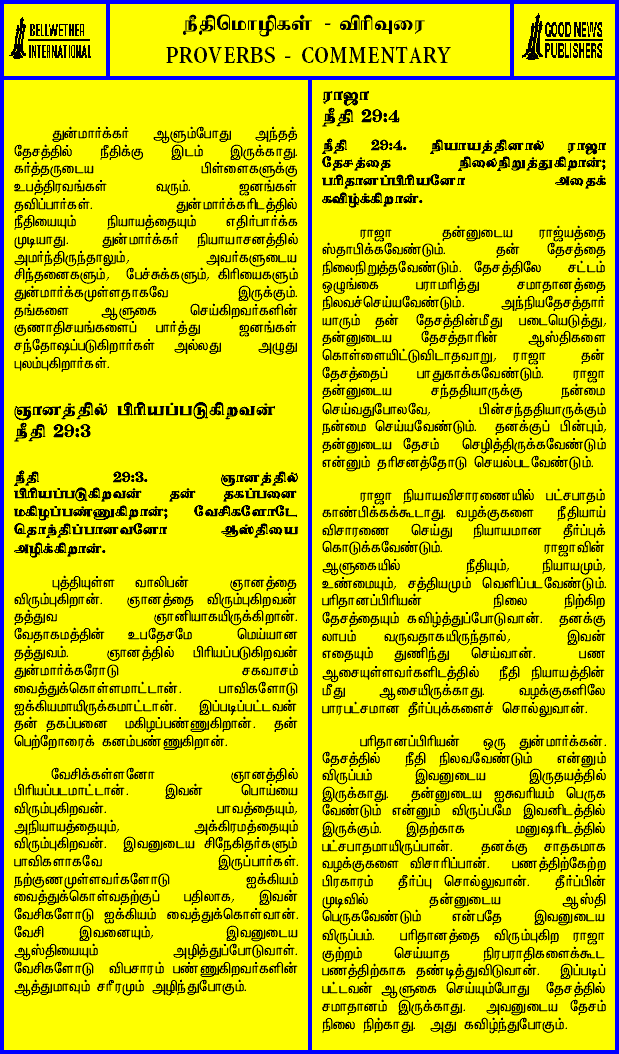 BELLWETHER
INTERNATIONAL
நீதிமொழிகள் - விரிவுரை
PROVERBS - COMMENTARY
GOOD NEWS
PUBLISHERS
துன்மார்க்கர் ஆளும்போது அந்தத்
தேசத்தில் நீதிக்கு இடம் இருக்காது.
கர்த்தருடைய பிள்ளைகளுக்கு
உபத்திரவங்கள் வரும். ஜனங்கள்
தவிப்பார்கள். துன்மார்க்கரிடத்தில்
நீதியையும் நியாயத்தையும் எதிர்பார்க்க
முடியாது. துன்மார்க்கர் நியாயாசனத்தில்
அமர்ந்திருந்தாலும், அவர்களுடைய
சிந்தனைகளும், பேச்சுக்களும், கிரியைகளும்
துன்மார்க்கமுள்ளதாகவே இருக்கும்.
தங்களை ஆளுகை செய்கிறவர்களின்
குணாதிசயங்களைப் பார்த்து ஜனங்கள்
சந்தோஷப்படுகிறார்கள் அல்லது அழுது
புலம்புகிறார்கள்.
ஞானத்தில் பிரியப்படுகிறவன்
நீதி 29:3
நீதி 29:3. ஞானத்தில்
பிரியப்படுகிறவன் தன் தகப்பனை
மகிழப்பண்ணுகிறான்; வேசிகளோடே
தொந்திப்பானவனோ ஆஸ்தியை
அழிக்கிறான்.
புத்தியுள்ள வாலிபன் ஞானத்தை
விரும்புகிறான். ஞானத்தை விரும்புகிறவன்
தத்துவ ஞானியாகயிருக்கிறான்.
வேதாகமத்தின் உபதேசமே மெய்யான
தத்துவம். ஞானத்தில் பிரியப்படுகிறவன்
துன்மார்க்கரோடு சகவாசம்
வைத்துக்கொள்ளமாட்டான். பாவிகளோடு
ஐக்கியமாயிருக்கமாட்டான். இப்படிப்பட்டவன்
தன் தகப்பனை மகிழப்பண்ணுகிறான். தன்
பெற்றோரைக் கனம்பண்ணுகிறான்.
வேசிக்கள்ளனோ ஞானத்தில்
பிரியப்படமாட்டான். இவன் பொய்யை
விரும்புகிறவன். பாவத்தையும்,
அநியாயத்தையும், அக்கிரமத்தையும்
விரும்புகிறவன். இவனுடைய சிநேகிதர்களும்
பாவிகளாகவே இருப்பார்கள்.
நற்குணமுள்ளவர்களோடு ஐக்கியம்
வைத்துக்கொள்வதற்குப் பதிலாக, இவன்
வேசிகளோடு ஐக்கியம் வைத்துக்கொள்வான்.
வேசி இவனையும், இவனுடைய
ஆஸ்தியையும் அழித்துப்போடுவாள்.
வேசிகளோடு விபசாரம் பண்ணுகிறவர்களின்
ஆத்துமாவும் சரீரமும் அழிந்துபோகும்.
ராஜா
நீதி 29:4
நீதி 29:4. நியாயத்தினால் ராஜா
தேசத்தை நிலைநிறுத்துகிறான்;
பரிதானப்பிரியனோ அதைக்
கவிழ்க்கிறான்.
ராஜா தன்னுடைய ராஜ்யத்தை
ஸ்தாபிக்கவேண்டும். தன் தேசத்தை
நிலைநிறுத்தவேண்டும். தேசத்திலே சட்டம்
ஒழுங்கை பராமரித்து சமாதானத்தை
நிலவச்செய்யவேண்டும். அந்நியதேசத்தார்
யாரும் தன் தேசத்தின்மீது படையெடுத்து,
தன்னுடைய தேசத்தாரின் ஆஸ்திகளை
கொள்ளையிட்டுவிடாதவாறு, ராஜா தன்
தேசத்தைப் பாதுகாக்கவேண்டும். ராஜா
தன்னுடைய சந்ததியாருக்கு நன்மை
செய்வதுபோலவே, பின்சந்ததியாருக்கும்
நன்மை செய்யவேண்டும். தனக்குப் பின்பும்,
தன்னுடைய தேசம் செழித்திருக்கவேண்டும்
என்னும் தரிசனத்தோடு செயல்படவேண்டும்.
ராஜா நியாயவிசாரணையில் பட்சபாதம்
காண்பிக்கக்கூடாது. வழக்குகளை நீதியாய்
விசாரணை செய்து நியாயமான தீர்ப்புக்
கொடுக்கவேண்டும். ராஜாவின்
ஆளுகையில் நீதியும், நியாயமும்,
உண்மையும், சத்தியமும் வெளிப்படவேண்டும்.
பரிதானப்பிரியன் நிலை நிற்கிற
தேசத்தையும் கவிழ்த்துப்போடுவான். தனக்கு
லாபம் வருவதாகயிருந்தால், இவன்
எதையும் துணிந்து செய்வான். பண
ஆசையுள்ளவர்களிடத்தில் நீதி நியாயத்தின்
மீது ஆசையிருக்காது. வழக்குகளிலே
பாரபட்சமான தீர்ப்புக்களைச் சொல்லுவான்.
பரிதானப்பிரியன் ஒரு துன்மார்க்கன்.
தேசத்தில் நீதி நிலவவேண்டும் என்னும்
விருப்பம் இவனுடைய இருதயத்தில்
இருக்காது. தன்னுடைய ஐசுவரியம் பெருக
வேண்டும் என்னும் விருப்பமே இவனிடத்தில்
இருக்கும். இதற்காக மனுஷரிடத்தில்
பட்சபாதமாயிருப்பான். தனக்கு சாதகமாக
வழக்குகளை விசாரிப்பான். பணத்திற்கேற்ற
பிரகாரம் தீர்ப்பு சொல்லுவான். தீர்ப்பின்
முடிவில் தன்னுடைய ஆஸ்தி
பெருகவேண்டும் என்பதே இவனுடைய
விருப்பம். பரிதானத்தை விரும்புகிற ராஜா
குற்றம் செய்யாத நிரபராதிகளைக்கூட
பணத்திற்காக தண்டித்துவிடுவான். இப்படிப்
பட்டவன் ஆளுகை செய்யும்போது தேசத்தில்
சமாதானம் இருக்காது. அவனுடைய தேசம்
நிலை நிற்காது. அது கவிழ்ந்துபோகும்.